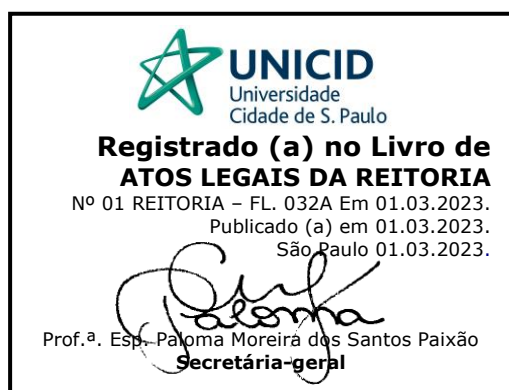 UNICID
Universidade
Cidade de S. Paulo
Registrado (a) no Livro de
ATOS LEGAIS DA REITORIA
Nº 01 REITORIA – FL. 032A Em 01.03.2023.
Publicado (a) em 01.03.2023.
São Paulo 01.03.2023.
Paloma
Prof.ª. Esp. Paloma Moreira dos Santos Paixão
Secretária-geral